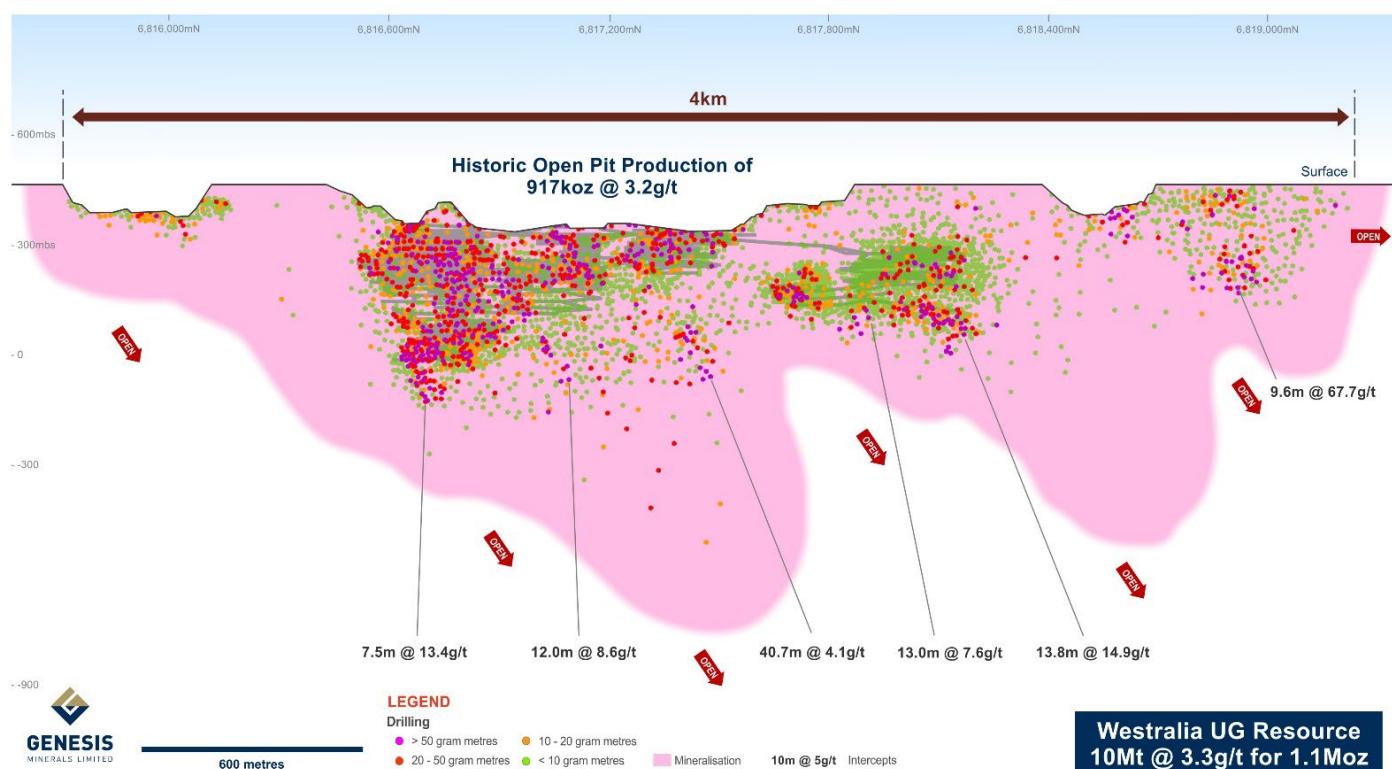 6,816,000mN
6,816,600mN
6,817,200mN
6,817,800mN
6,818,400mN
6,819,000mN
4km
- 600mbs
Historic Open Pit Production of
917koz @ 3.2g/t
Surface
OPEN
- 300mbs
- 0
OPEN
OPEN
9.6m @ 67.7g/t
OPEN
- -300
OPEN
OPEN
7.5m @ 13.4g/t
12.0m @ 8.6g/t
40.7m @ 4.1g/t
13.0m @ 7.6g/t
13.8m @ 14.9g/t
OPEN
- -900
GENESIS
MINERALS LIMITED
600 metres
LEGEND
Drilling
> 50 gram metres
10 - 20 gram metres
20 - 50 gram metres
< 10 gram metres
Mineralisation
10m @ 5g/t Intercepts
Westralia UG Resource
10Mt @ 3.3g/t for 1.1Moz